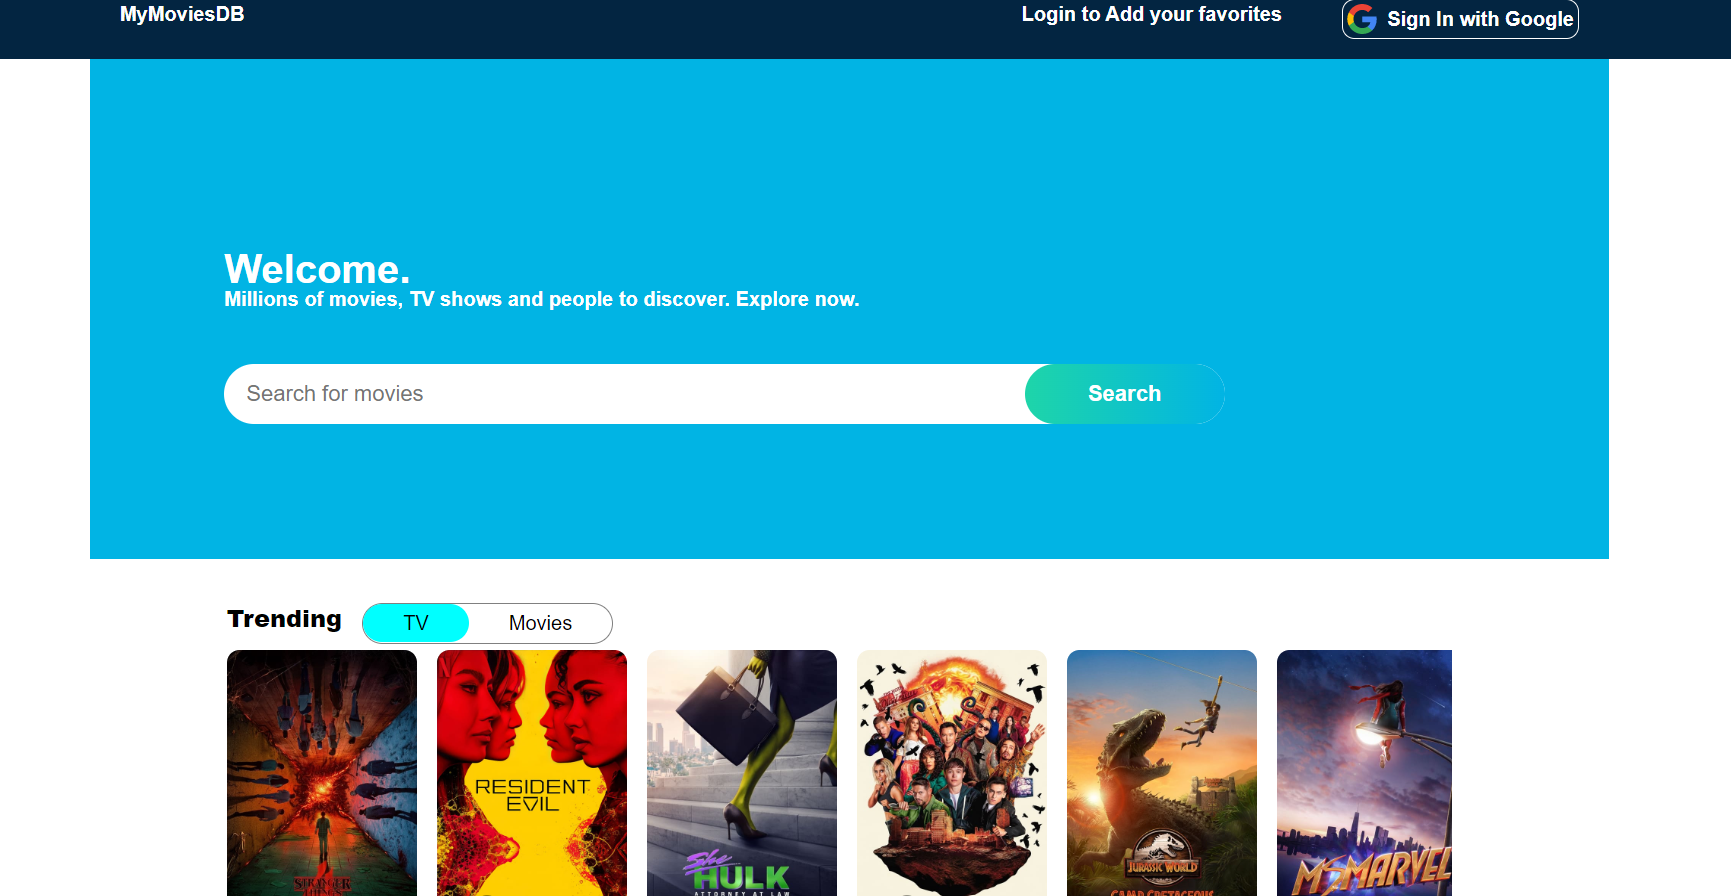 MyMoviesDB
Login to Add your favorites
Sign In with Google
Welcome.
Millions of movies, TV shows and people to discover. Explore now.
Search for movies
Search
Trending
TV
Movies
STRANGER
THINGS
RESIDENT
EVIL
She
HULK
ATTORNEY AT LAW
JURASSIC WORLD
CAMP CRETACEOUS
MS MARVEL